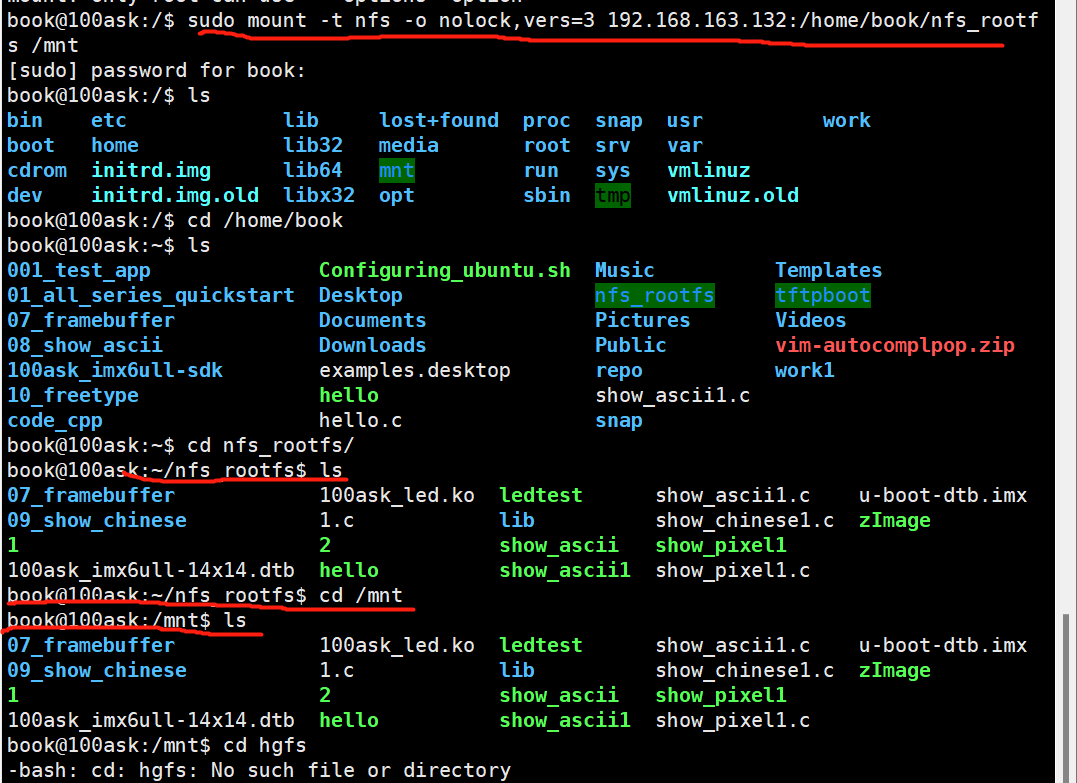 mount: only root can use "--options" option
book@100ask:/$ sudo mount -t nfs -o nolock,vers=3 192.168.163.132:/home/book/nfs_rootf
s /mnt
[sudo] password for book:
book@100ask:/$ ls
bin etc lib lost+found proc snap usr work
boot home lib32 media root srv var
cdrom initrd.img lib64 mnt run sys vmlinuz
dev initrd.img.old libx32 opt sbin tmp vmlinuz.old
book@100ask:/$ cd /home/book
book@100ask:~$ ls
001_test_app Configuring_ubuntu.sh Music Templates
01_all_series_quickstart Desktop nfs_rootfs tftpboot
07_framebuffer Documents Pictures Videos
08_show_ascii Downloads Public vim-autocomplpop.zip
100ask_imx6ull-sdk examples.desktop repo work1
10_freetype hello show_ascii1.c
code_cpp hello.c snap
book@100ask:~$ cd nfs_rootfs/
book@100ask:~/nfs_rootfs$ ls
07_framebuffer 100ask_led.ko ledtest show_ascii1.c u-boot-dtb.imx
09_show_chinese 1.c lib show_chinese1.c zImage
1 2 show_ascii show_pixel1
100ask_imx6ull-14x14.dtb hello show_ascii1 show_pixel1.c
book@100ask:~/nfs_rootfs$ cd /mnt
book@100ask:/mnt$ ls
07_framebuffer 100ask_led.ko ledtest show_ascii1.c u-boot-dtb.imx
09_show_chinese 1.c lib show_chinese1.c zImage
1 2 show_ascii show_pixel1
100ask_imx6ull-14x14.dtb hello show_ascii1 show_pixel1.c
book@100ask:/mnt$ cd hgfs
-bash: cd: hgfs: No such file or directory